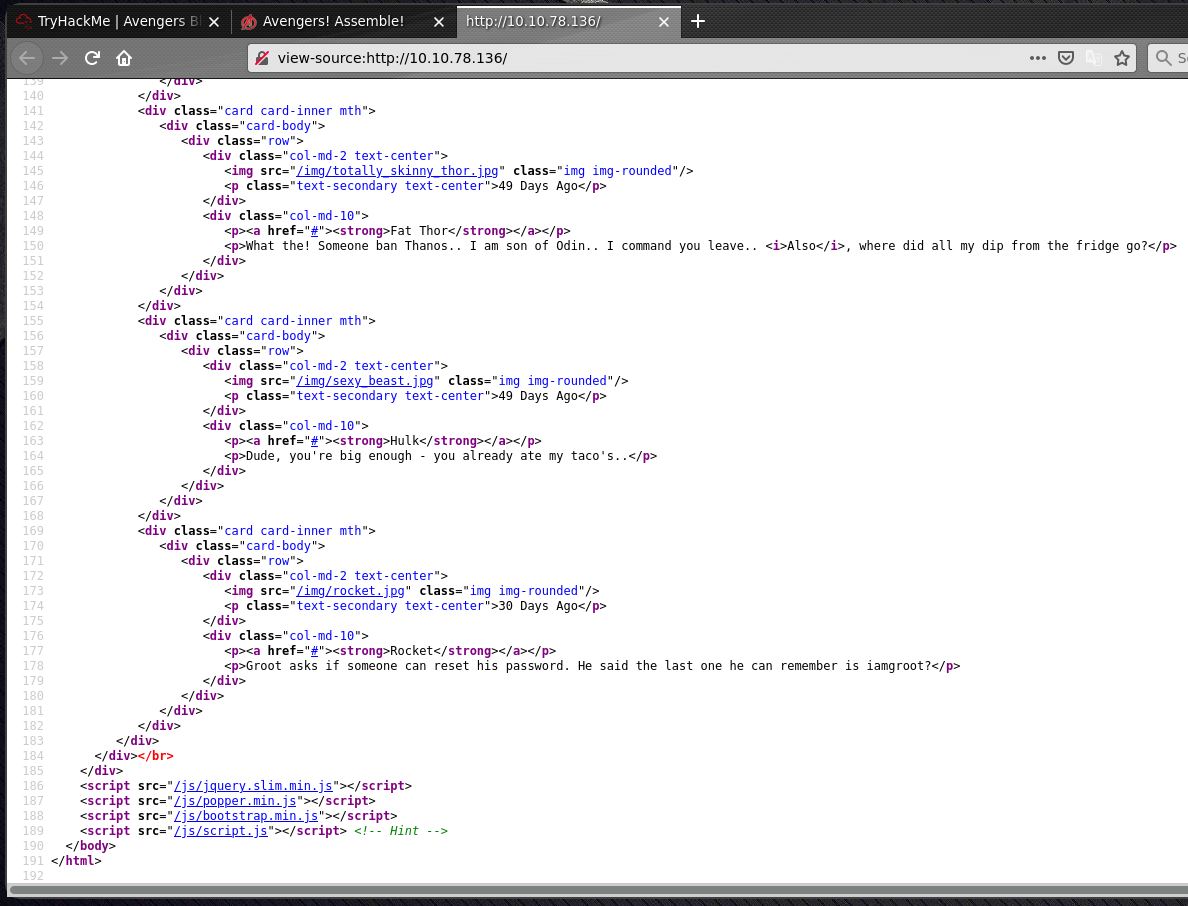 TryHackMe | Avengers Bl
Avengers! Assemble!
http://10.10.78.136/
view-source:http://10.10.78.136/
139 </div>
140 </div>
141 <div class="card card-inner mth">
142 <div class="card-body">
143 <div class="row">
144 <div class="col-md-2 text-center">
145 <img src="/img/totally_skinny_thor.jpg" class="img img-rounded"/>
146 <p class="text-secondary text-center">49 Days Ago</p>
147 </div>
148 <div class="col-md-10">
149 <p><a href="#"><strong>Fat Thor</strong></a></p>
150 <p>What the! Someone ban Thanos.. I am son of Odin.. I command you leave.. <i>Also</i>, where did all my dip from the fridge go?</p>
151 </div>
152 </div>
153 </div>
154 </div>
155 <div class="card card-inner mth">
156 <div class="card-body">
157 <div class="row">
158 <div class="col-md-2 text-center">
159 <img src="/img/sexy_beast.jpg" class="img img-rounded"/>
160 <p class="text-secondary text-center">49 Days Ago</p>
161 </div>
162 <div class="col-md-10">
163 <p><a href="#"><strong>Hulk</strong></a></p>
164 <p>Dude, you're big enough - you already ate my taco's..</p>
165 </div>
166 </div>
167 </div>
168 </div>
169 <div class="card card-inner mth">
170 <div class="card-body">
171 <div class="row">
172 <div class="col-md-2 text-center">
173 <img src="/img/rocket.jpg" class="img img-rounded"/>
174 <p class="text-secondary text-center">30 Days Ago</p>
175 </div>
176 <div class="col-md-10">
177 <p><a href="#"><strong>Rocket</strong></a></p>
178 <p>Groot asks if someone can reset his password. He said the last one he can remember is iamgroot?</p>
179 </div>
180 </div>
181 </div>
182 </div>
183 </div>
184 </div></br>
185 </div>
186 <script src="/js/jquery.slim.min.js"></script>
187 <script src="/js/popper.min.js"></script>
188 <script src="/js/bootstrap.min.js"></script>
189 <script src="/js/script.js"></script> <!-- Hint -->
190 </body>
191 </html>
192